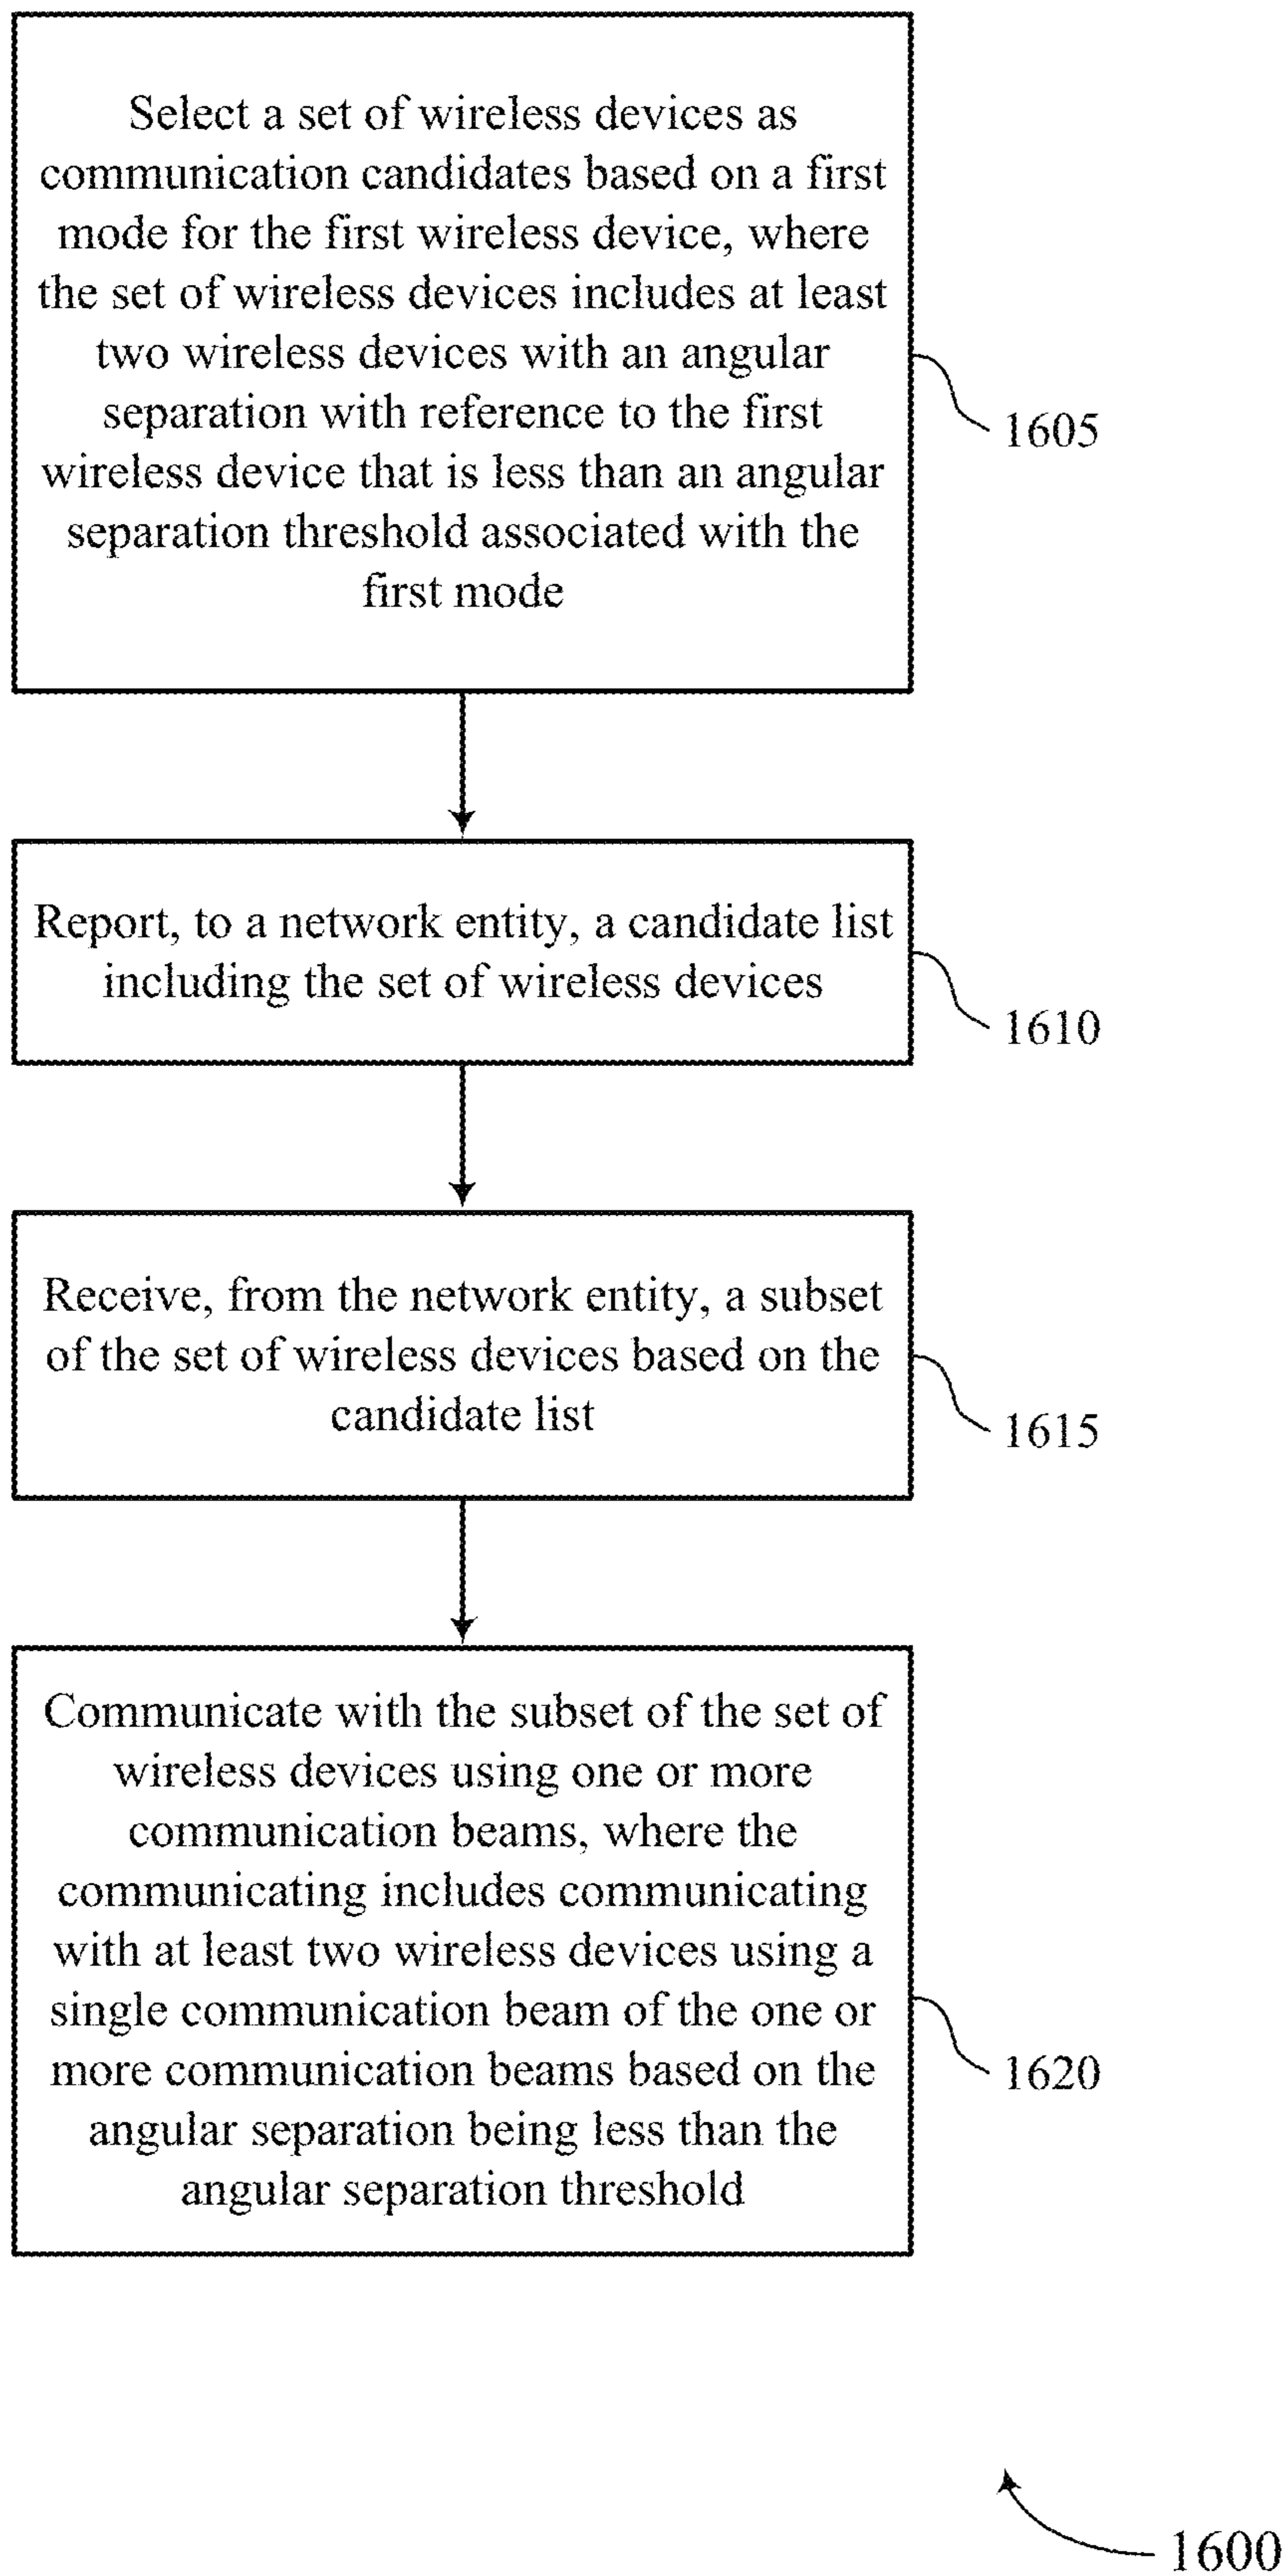 Select a set of wireless devices as
communication candidates based on a first
mode for the first wireless device, where
the set of wireless devices includes at least
two wireless devices with an angular
separation with reference to the first
wireless device that is less than an angular
separation threshold associated with the
first mode
1605
Report, to a network entity, a candidate list
including the set of wireless devices
1610
Receive, from the network entity, a subset
of the set of wireless devices based on the
candidate list
1615
Communicate with the subset of the set of
wireless devices using one or more
communication beams, where the
communicating includes communicating
with at least two wireless devices using a
single communication beam of the one or
more communication beams based on the
angular separation being less than the
angular separation threshold
1620
1600